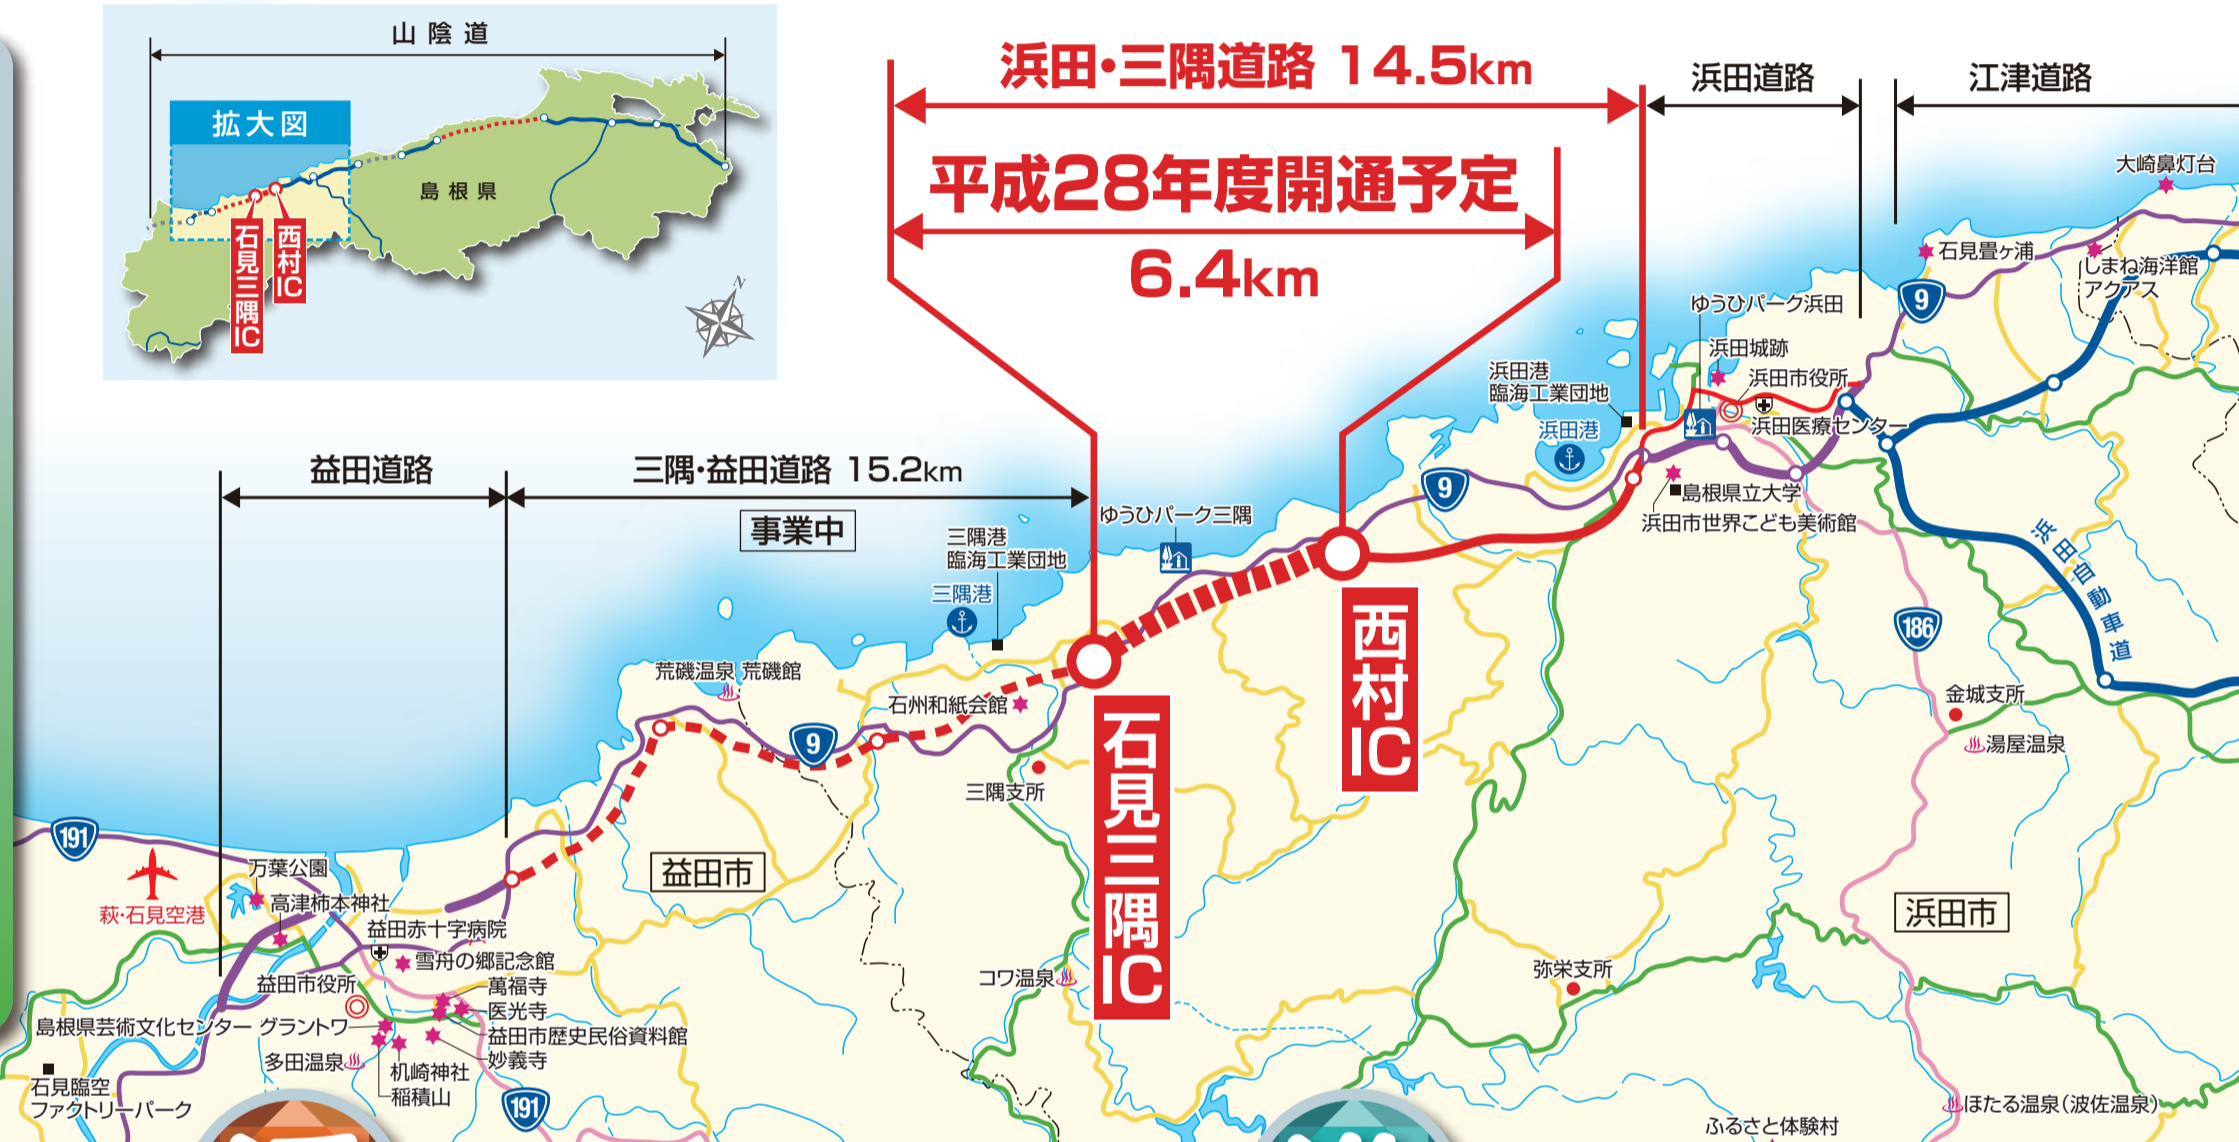 山陰道
拡大図
島根県
石見三隅IC
西村IC
N
浜田・三隅道路 14.5km
平成28年度開通予定
6.4km
浜田道路
江津道路
大崎鼻灯台
石見畳ヶ浦
しまね海洋館
アクアス
9
ゆうひパーク浜田
浜田城跡
浜田市役所
浜田医療センター
浜田港
臨海工業団地
浜田港
9
島根県立大学
浜田市世界こども美術館
浜田自動車道
186
金城支所
湯屋温泉
浜田市
弥栄支所
ほたる温泉(波佐温泉)
ふるさと体験村
西村IC
石見三隅IC
益田道路
三隅・益田道路 15.2km
事業中
ゆうひパーク三隅
三隅港
臨海工業団地
三隅港
荒磯温泉 荒磯館
石州和紙会館
9
三隅支所
益田市
コワ温泉
191
萩・石見空港
万葉公園
高津柿本神社
益田赤十字病院
雪舟の郷記念館
益田市役所
萬福寺
医光寺
島根県芸術文化センター グラントワ
益田市歴史民俗資料館
妙義寺
多田温泉
机崎神社
稲積山
石見臨空
ファクトリーパーク
191